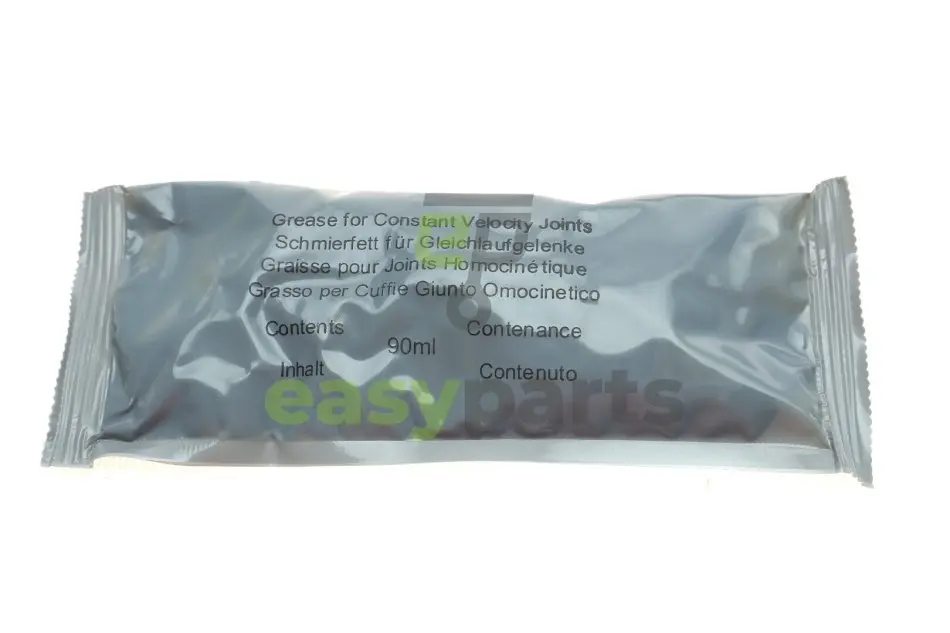 Grease for Constant Velocity Joints
Schmierfett für Gleichlaufgelenke
Graisse pour Joints Homocinétique
Grasso per Cuffie Giunto Omocinetico
Contents Contenance
90ml
Inhalt Contenuto
easyparts